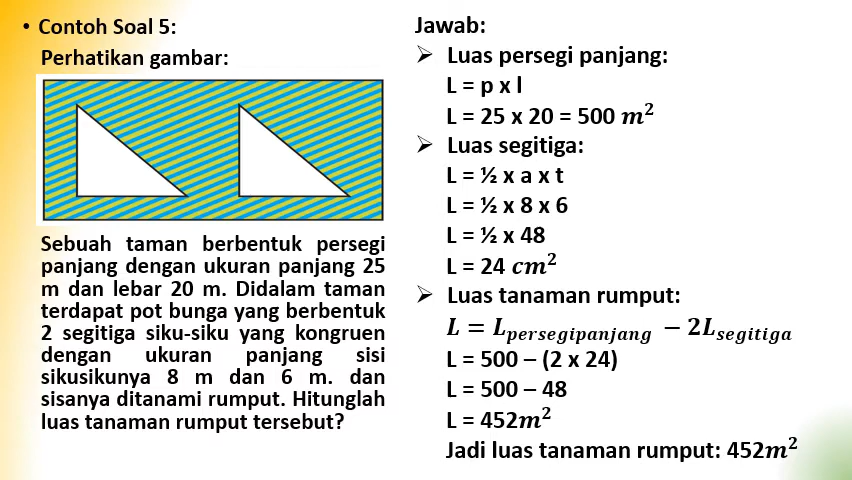 • Contoh Soal 5:
Perhatikan gambar:
Sebuah taman berbentuk persegi
panjang dengan ukuran panjang 25
m dan lebar 20 m. Didalam taman
terdapat pot bunga yang berbentuk
2 segitiga siku-siku yang kongruen
dengan ukuran panjang sisi
sikusikunya 8 m dan 6 m. dan
sisanya ditanami rumput. Hitunglah
luas tanaman rumput tersebut?
Jawab:
➢ Luas persegi panjang:
L = p x l
L = 25 x 20 = 500 m²
➢ Luas segitiga:
L = ½ x a x t
L = ½ x 8 x 6
L = ½ x 48
L = 24 cm²
➢ Luas tanaman rumput:
L = L_persegipanjang − 2L_segitiga
L = 500 – (2 x 24)
L = 500 – 48
L = 452m²
Jadi luas tanaman rumput: 452m²